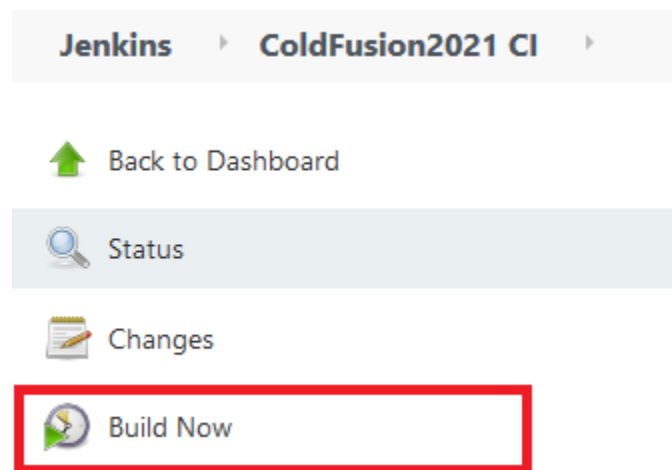 Jenkins ColdFusion2021 CI
Back to Dashboard
Status
Changes
Build Now